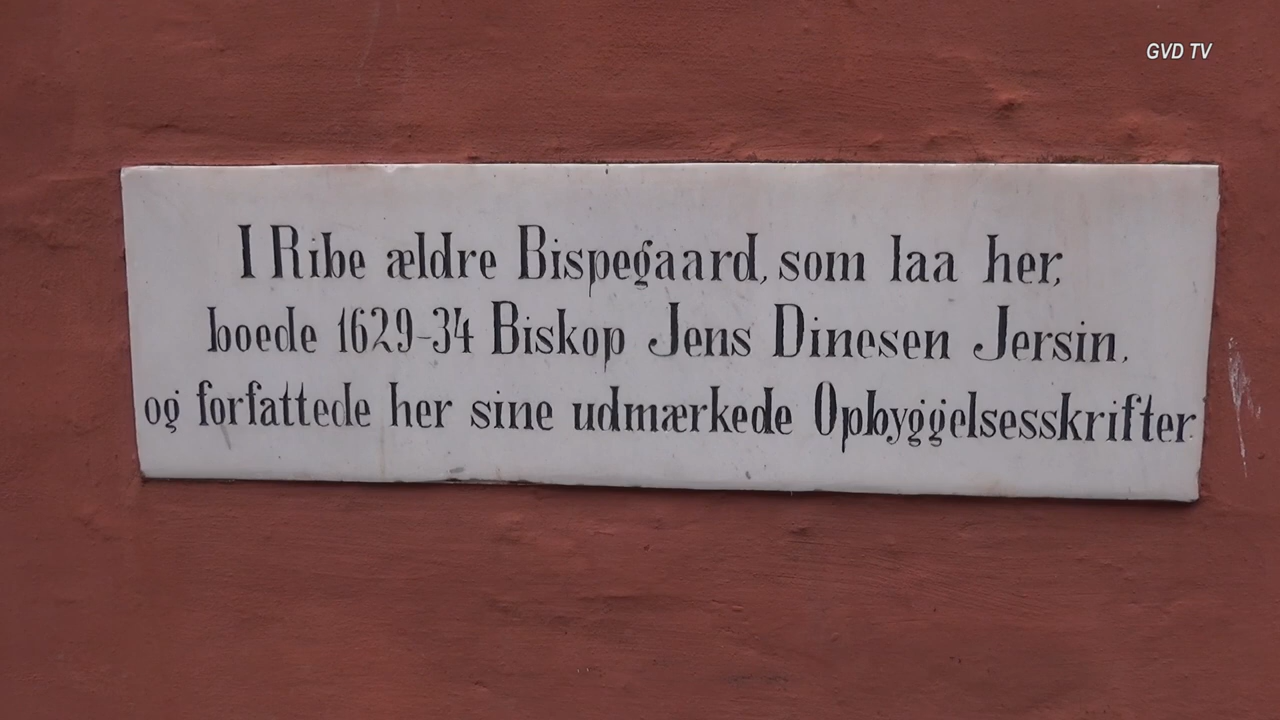 GVD TV
I Ribe ældre Bispegaard, som laa her,
boede 1629-34 Biskop Jens Dinesen Jersin,
og forfattede her sine udmærkede Opbyggelsesskrifter.